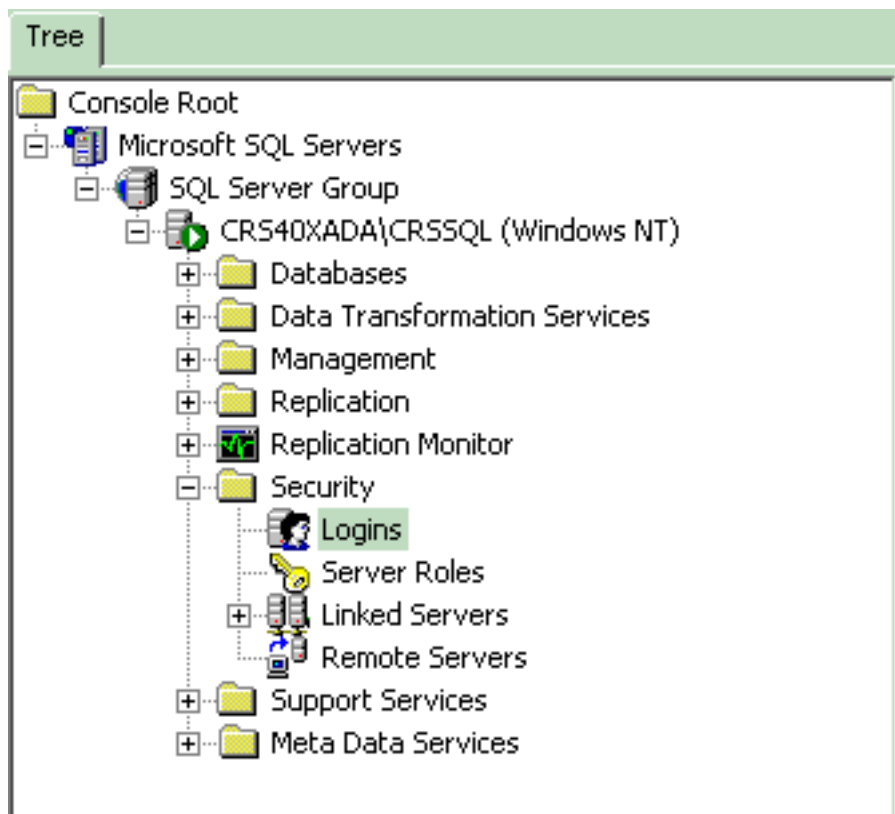 Tree
Console Root
Microsoft SQL Servers
SQL Server Group
CRS40XADA\CRSSQL (Windows NT)
Databases
Data Transformation Services
Management
Replication
Replication Monitor
Security
Logins
Server Roles
Linked Servers
Remote Servers
Support Services
Meta Data Services